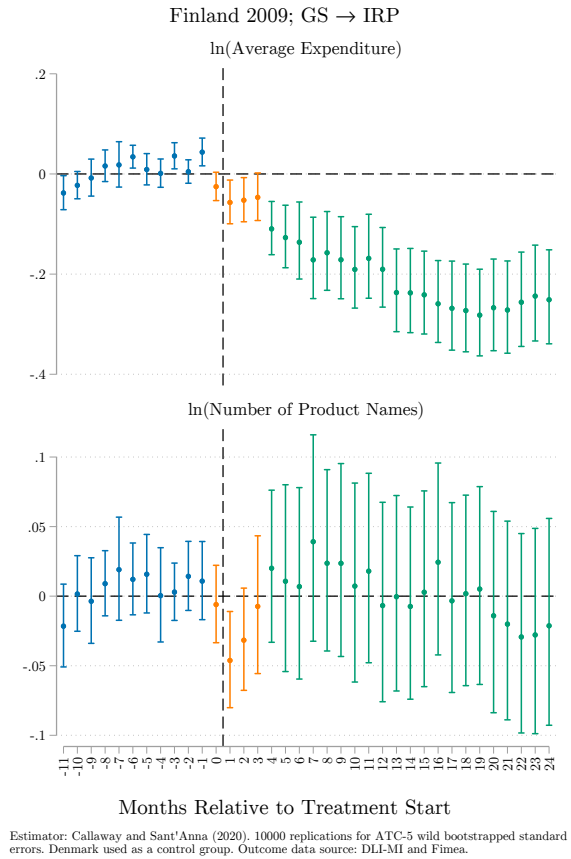 Finland 2009; GS → IRP
ln(Average Expenditure)
.2
0
-.2
-.4
ln(Number of Product Names)
.1
.05
0
-.05
-.1
-11 -10 -9 -8 -7 -6 -5 -4 -3 -2 -1 0 1 2 3 4 5 6 7 8 9 10 11 12 13 14 15 16 17 18 19 20 21 22 23 24
Months Relative to Treatment Start
Estimator: Callaway and Sant'Anna (2020). 10000 replications for ATC-5 wild bootstrapped standard
errors. Denmark used as a control group. Outcome data source: DLI-MI and Fimea.